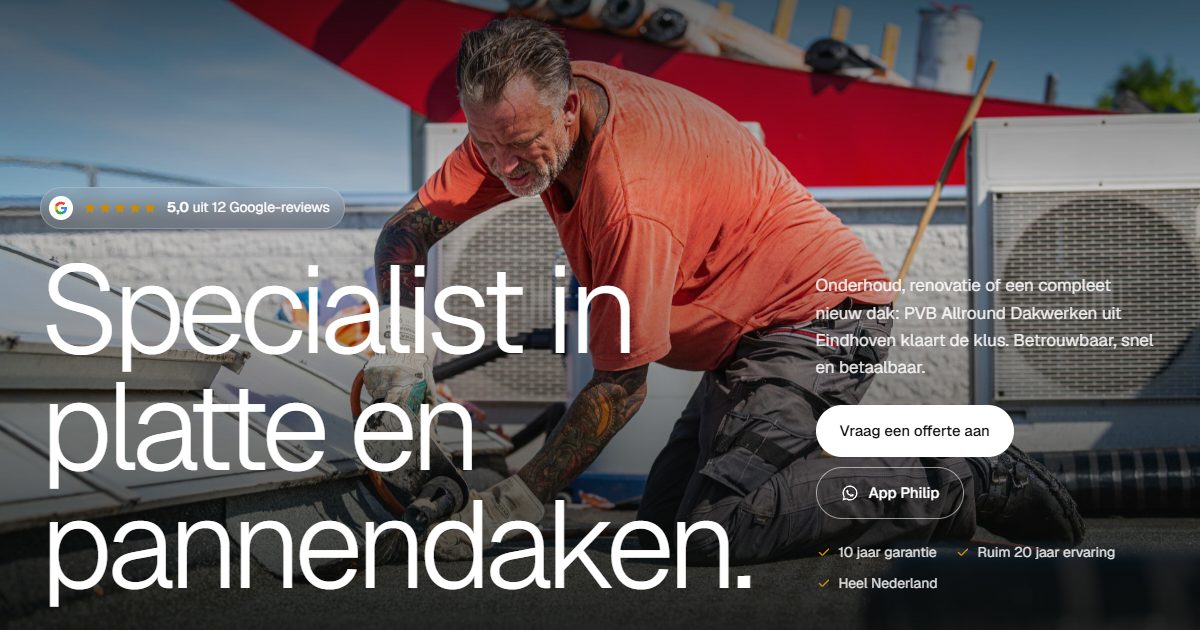 5,0 uit 12 Google-reviews
Specialist in
platte en
pannendaken.
Onderhoud, renovatie of een compleet
nieuw dak: PVB Allround Dakwerken uit
Eindhoven klaart de klus. Betrouwbaar, snel
en betaalbaar.
Vraag een offerte aan
App Philip
10 jaar garantie
Ruim 20 jaar ervaring
Heel Nederland